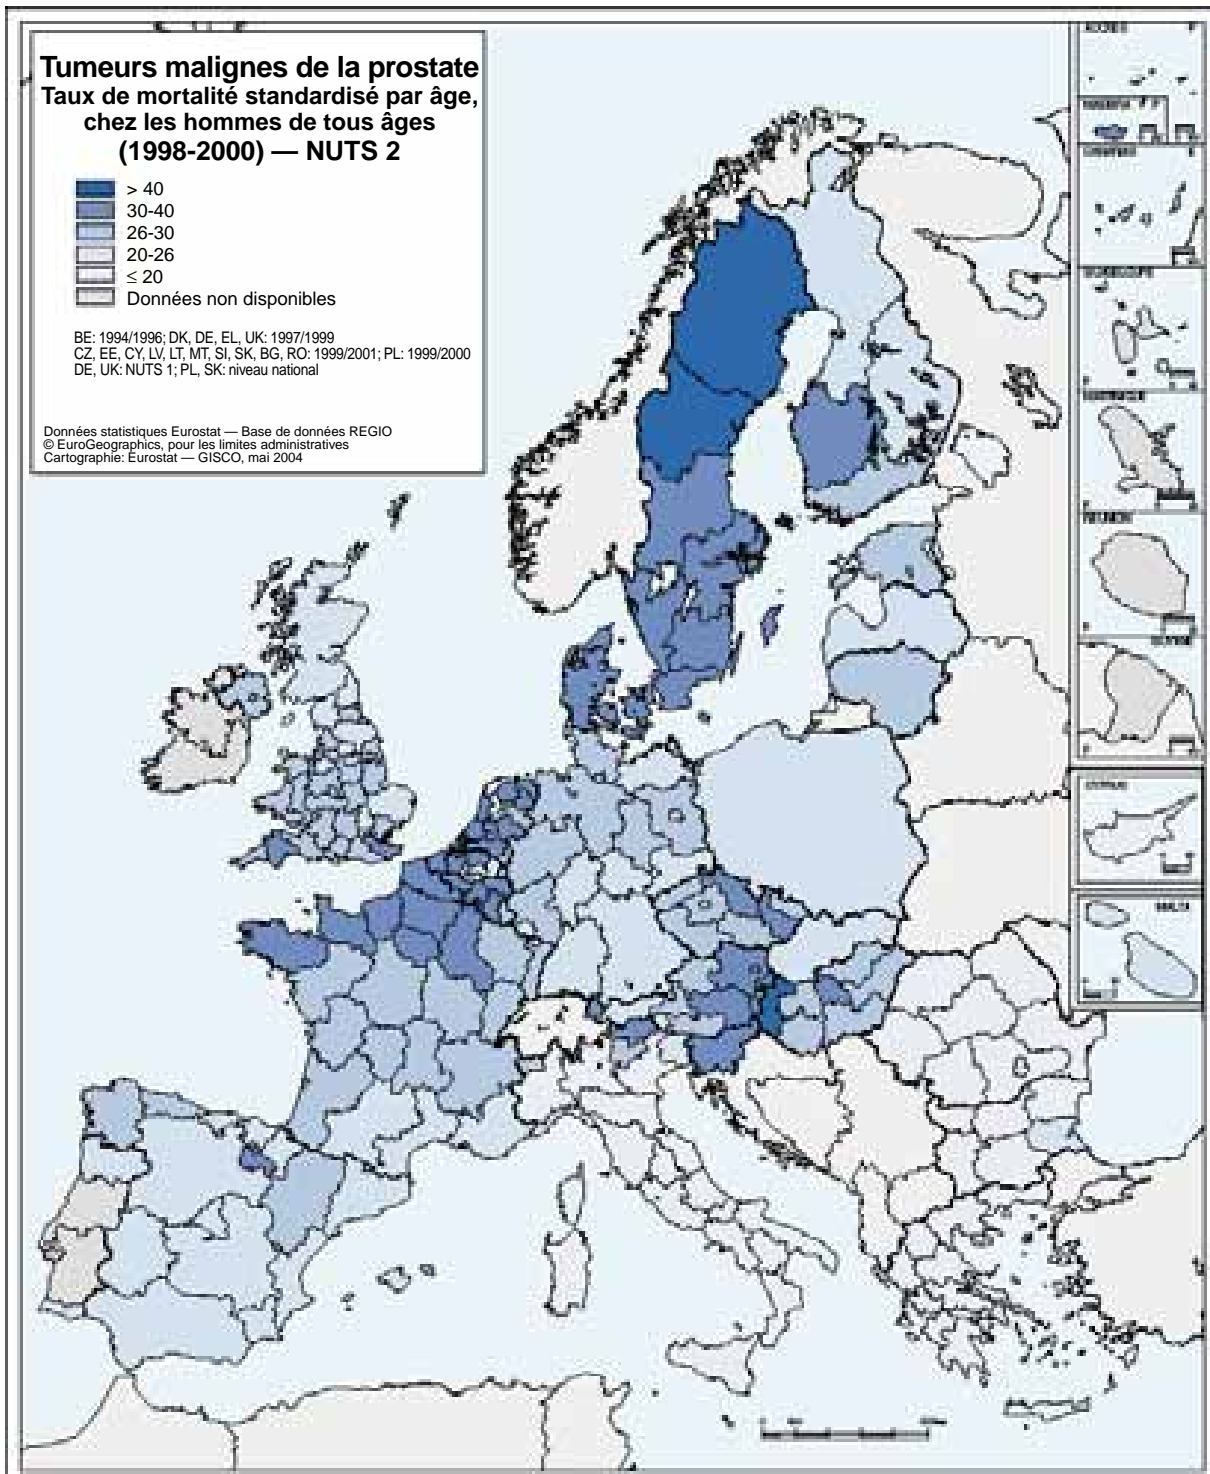 Tumeurs malignes de la prostate
Taux de mortalité standardisé par âge,
chez les hommes de tous âges
(1998-2000) — NUTS 2
> 40
30-40
26-30
20-26
≤ 20
Données non disponibles
BE: 1994/1996; DK, DE, EL, UK: 1997/1999
CZ, EE, CY, LV, LT, MT, SI, SK, BG, RO: 1999/2001; PL: 1999/2000
DE, UK: NUTS 1; PL, SK: niveau national
Données statistiques Eurostat — Base de données REGIO
© EuroGeographics, pour les limites administratives
Cartographie: Eurostat — GISCO, mai 2004
GUADELOUPE
MALTA